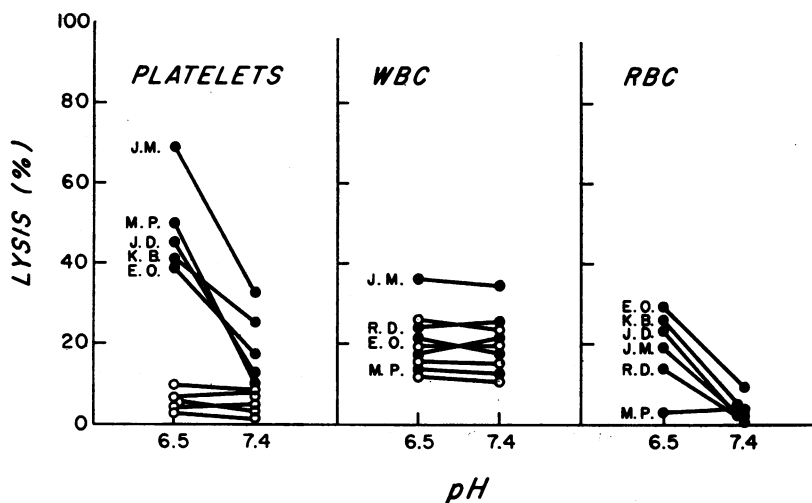 100
80
60
40
20
0
LYSIS (%)
PLATELETS
J.M.
M.P.
J.D.
K.B.
E.O.
6.5 7.4
WBC
J.M.
R.D.
E.O.
M.P.
6.5 7.4
RBC
E.O.
K.B.
J.D.
J.M.
R.D.
M.P.
6.5 7.4
pH